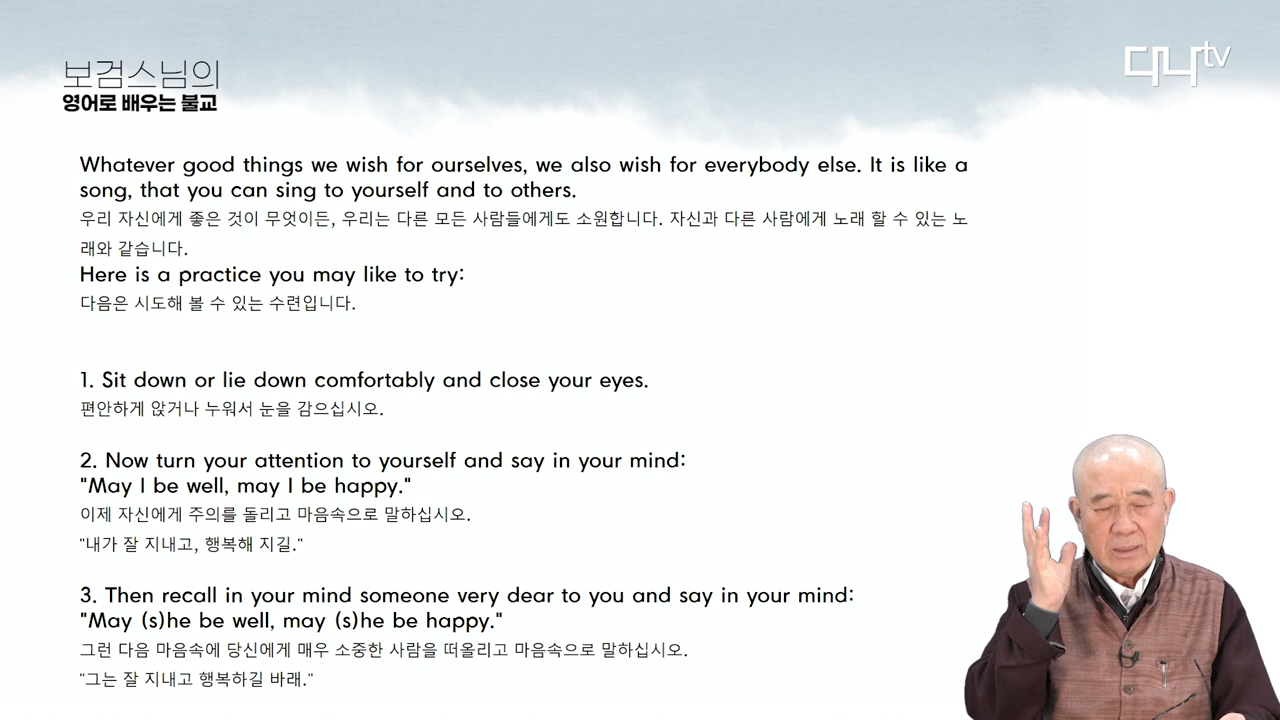 보검스님의
영어로 배우는 불교
다나tv
Whatever good things we wish for ourselves, we also wish for everybody else. It is like a
song, that you can sing to yourself and to others.
우리 자신에게 좋은 것이 무엇이든, 우리는 다른 모든 사람들에게도 소원합니다. 자신과 다른 사람에게 노래 할 수 있는 노
래와 같습니다.
Here is a practice you may like to try:
다음은 시도해 볼 수 있는 수련입니다.
1. Sit down or lie down comfortably and close your eyes.
편안하게 앉거나 누워서 눈을 감으십시오.
2. Now turn your attention to yourself and say in your mind:
"May I be well, may I be happy."
이제 자신에게 주의를 돌리고 마음속으로 말하십시오.
"내가 잘 지내고, 행복해 지길."
3. Then recall in your mind someone very dear to you and say in your mind:
"May (s)he be well, may (s)he be happy."
그런 다음 마음속에 당신에게 매우 소중한 사람을 떠올리고 마음속으로 말하십시오.
"그는 잘 지내고 행복하길 바래."